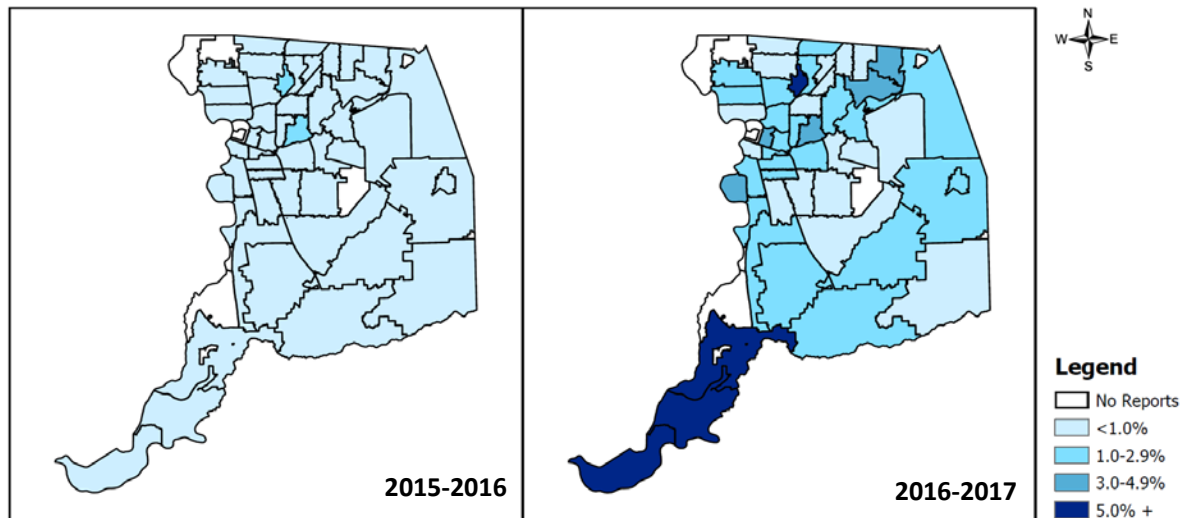 N
W E
S
Legend
No Reports
<1.0%
1.0-2.9%
3.0-4.9%
5.0% +
2015-2016
2016-2017